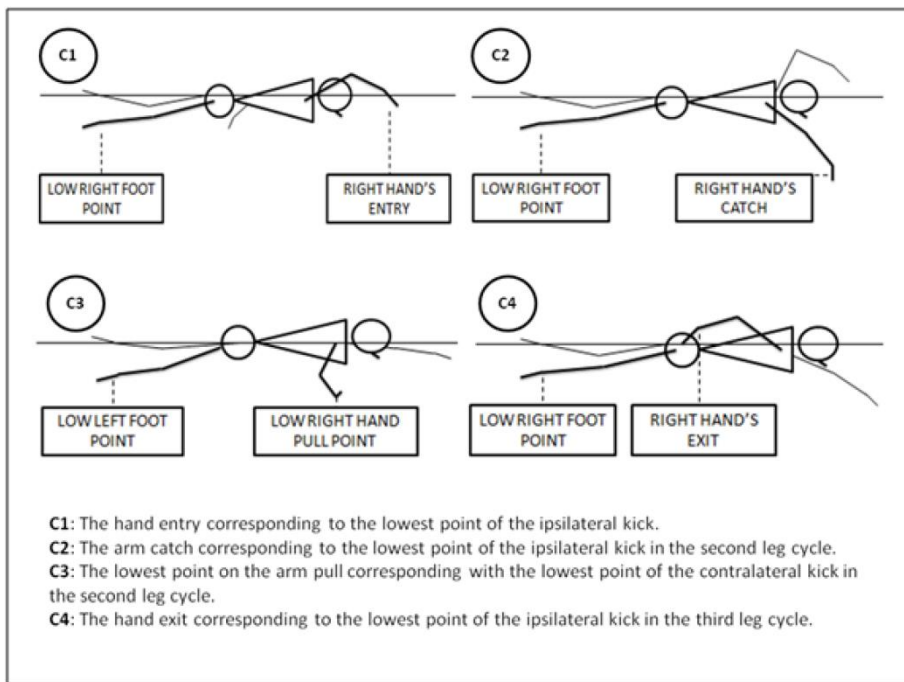 C1
LOW RIGHT FOOT
POINT
RIGHT HAND'S
ENTRY
C2
LOW RIGHT FOOT
POINT
RIGHT HAND'S
CATCH
C3
LOW LEFT FOOT
POINT
LOW RIGHT HAND
PULL POINT
C4
LOW RIGHT FOOT
POINT
RIGHT HAND'S
EXIT
C1: The hand entry corresponding to the lowest point of the ipsilateral kick.
C2: The arm catch corresponding to the lowest point of the ipsilateral kick in the second leg cycle.
C3: The lowest point on the arm pull corresponding with the lowest point of the contralateral kick in
the second leg cycle.
C4: The hand exit corresponding to the lowest point of the ipsilateral kick in the third leg cycle.